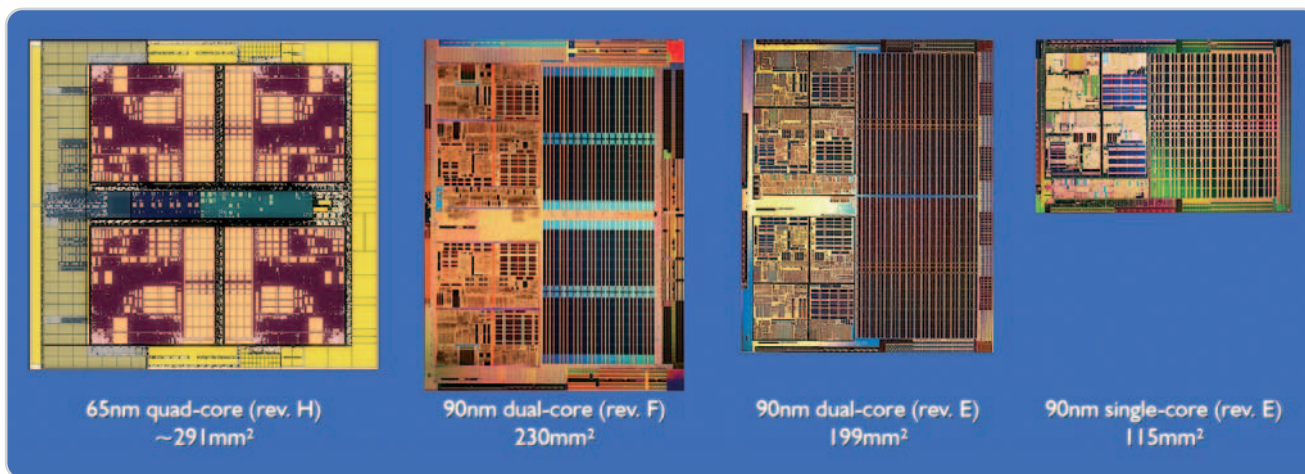 65nm quad-core (rev. H)
~291mm²
90nm dual-core (rev. F)
230mm²
90nm dual-core (rev. E)
199mm²
90nm single-core (rev. E)
115mm²